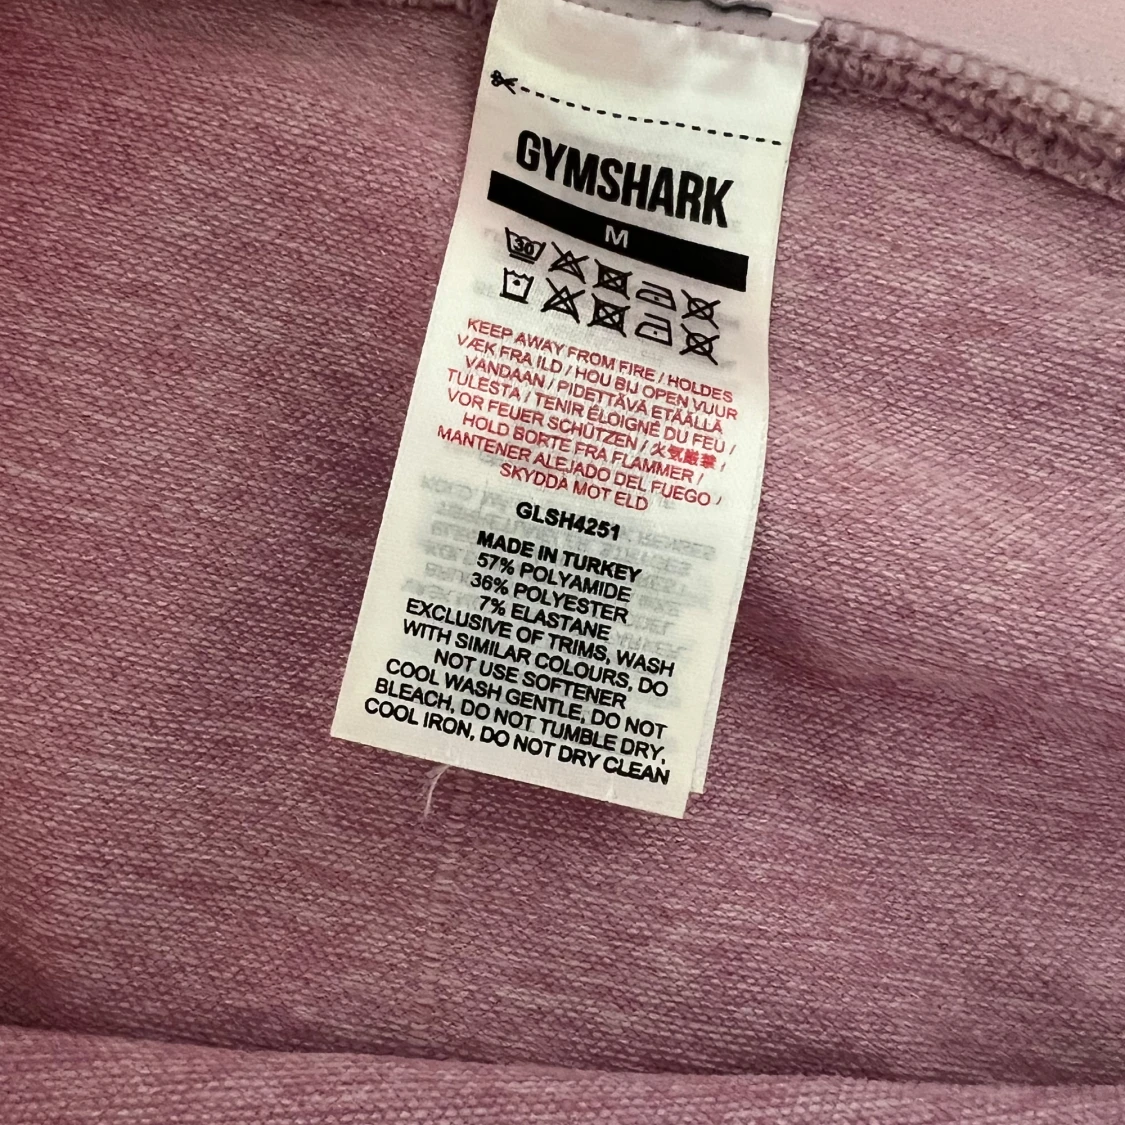 GYMSHARK
M
30
KEEP AWAY FROM FIRE / HOLDES
VÆK FRA ILD / HOU BIJ OPEN VUUR
VANDAAN / PIDETTÄVÄ ETÄÄLLÄ
TULESTA / TENIR ÉLOIGNÉ DU FEU /
VOR FEUER SCHÜTZEN / 火気厳禁 /
HOLD BORTE FRA FLAMMER /
MANTENER ALEJADO DEL FUEGO /
SKYDDA MOT ELD
GLSH4251
MADE IN TURKEY
57% POLYAMIDE
36% POLYESTER
7% ELASTANE
EXCLUSIVE OF TRIMS, WASH
WITH SIMILAR COLOURS, DO
NOT USE SOFTENER
COOL WASH GENTLE, DO NOT
BLEACH, DO NOT TUMBLE DRY,
COOL IRON, DO NOT DRY CLEAN